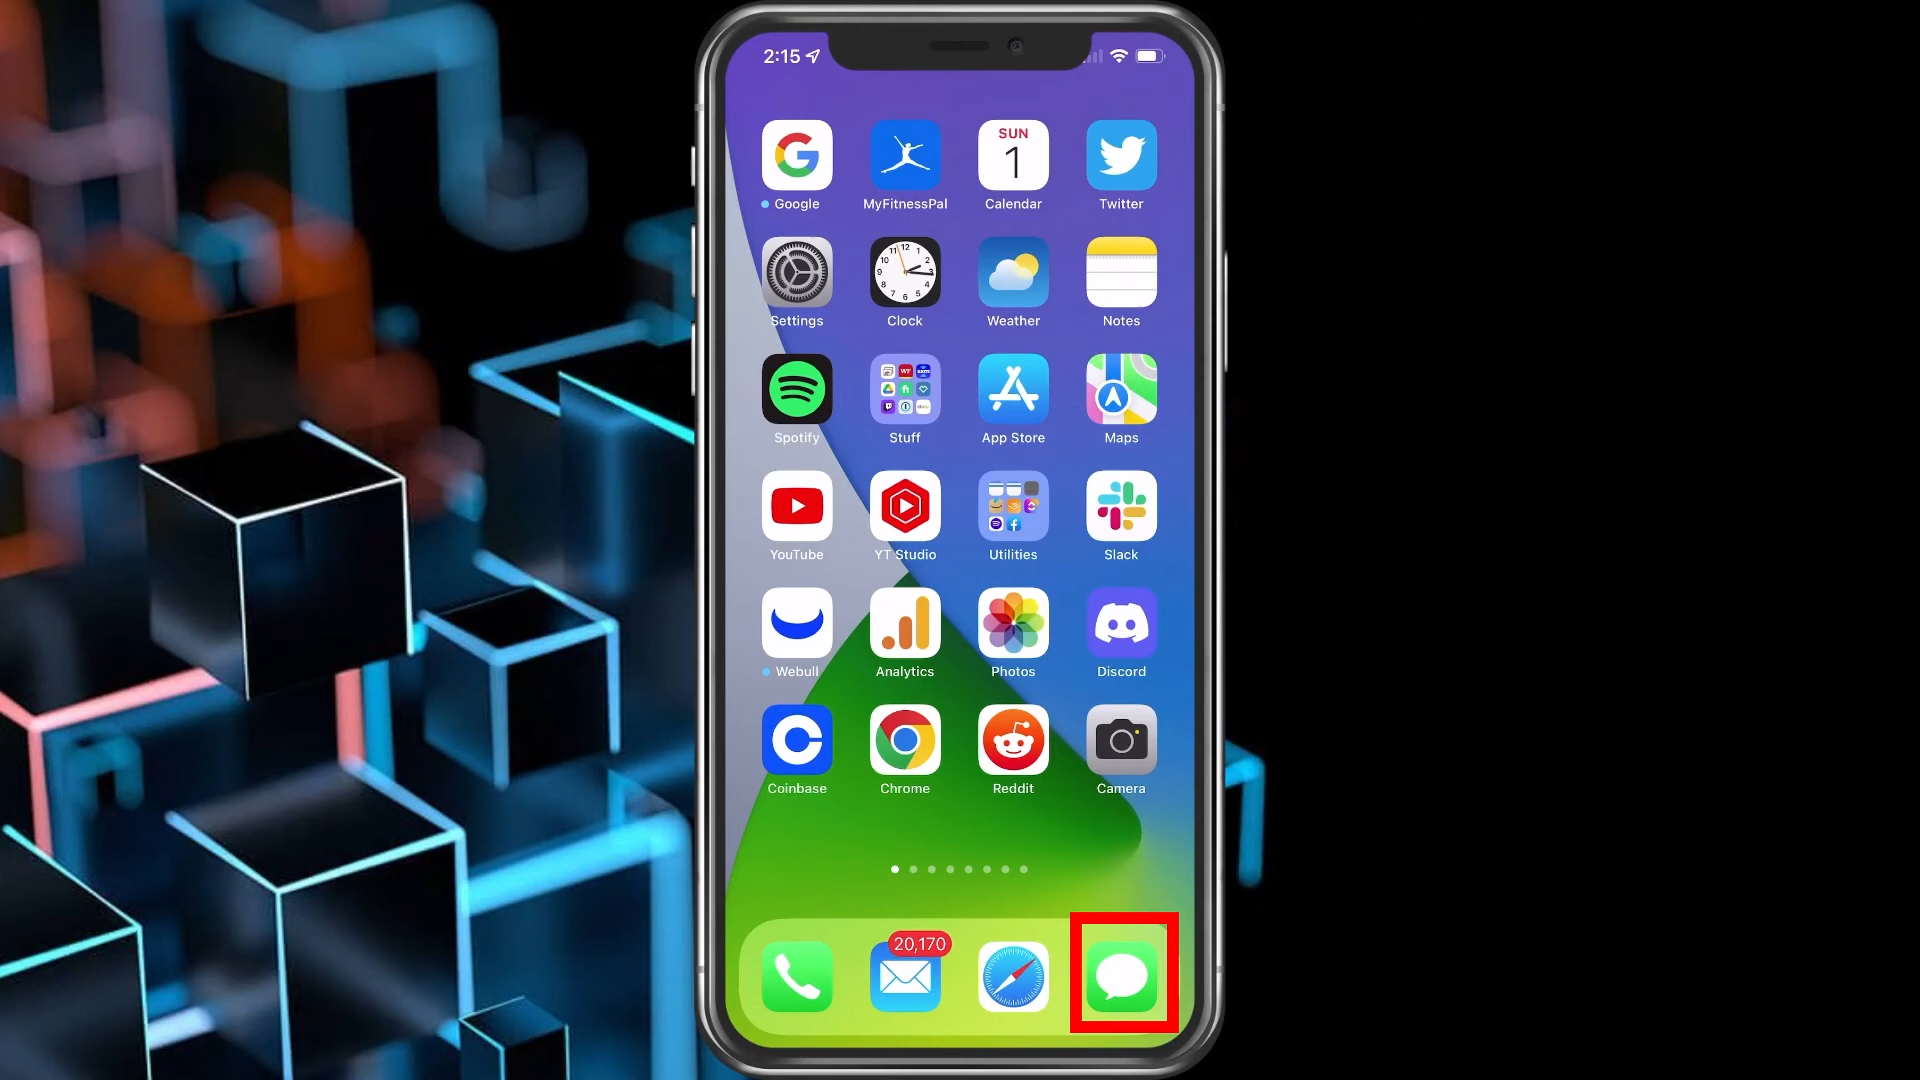 2:15
SUN
1
Google
MyFitnessPal
Calendar
Twitter
Settings
Clock
Weather
Notes
Spotify
Stuff
App Store
Maps
YouTube
YT Studio
Utilities
Slack
Webull
Analytics
Photos
Discord
Coinbase
Chrome
Reddit
Camera
20,170